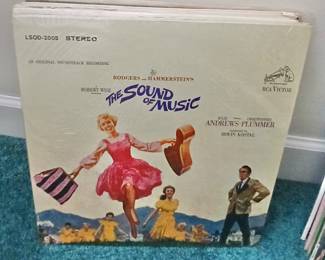 LSOD-2005 STEREO
AN ORIGINAL SOUNDTRACK RECORDING
RODGERS and HAMMERSTEIN'S
ROBERT WISE
THE SOUND
OF MUSIC
RCA VICTOR
JULIE CHRISTOPHER
ANDREWS · PLUMMER
IRWIN KOSTAL